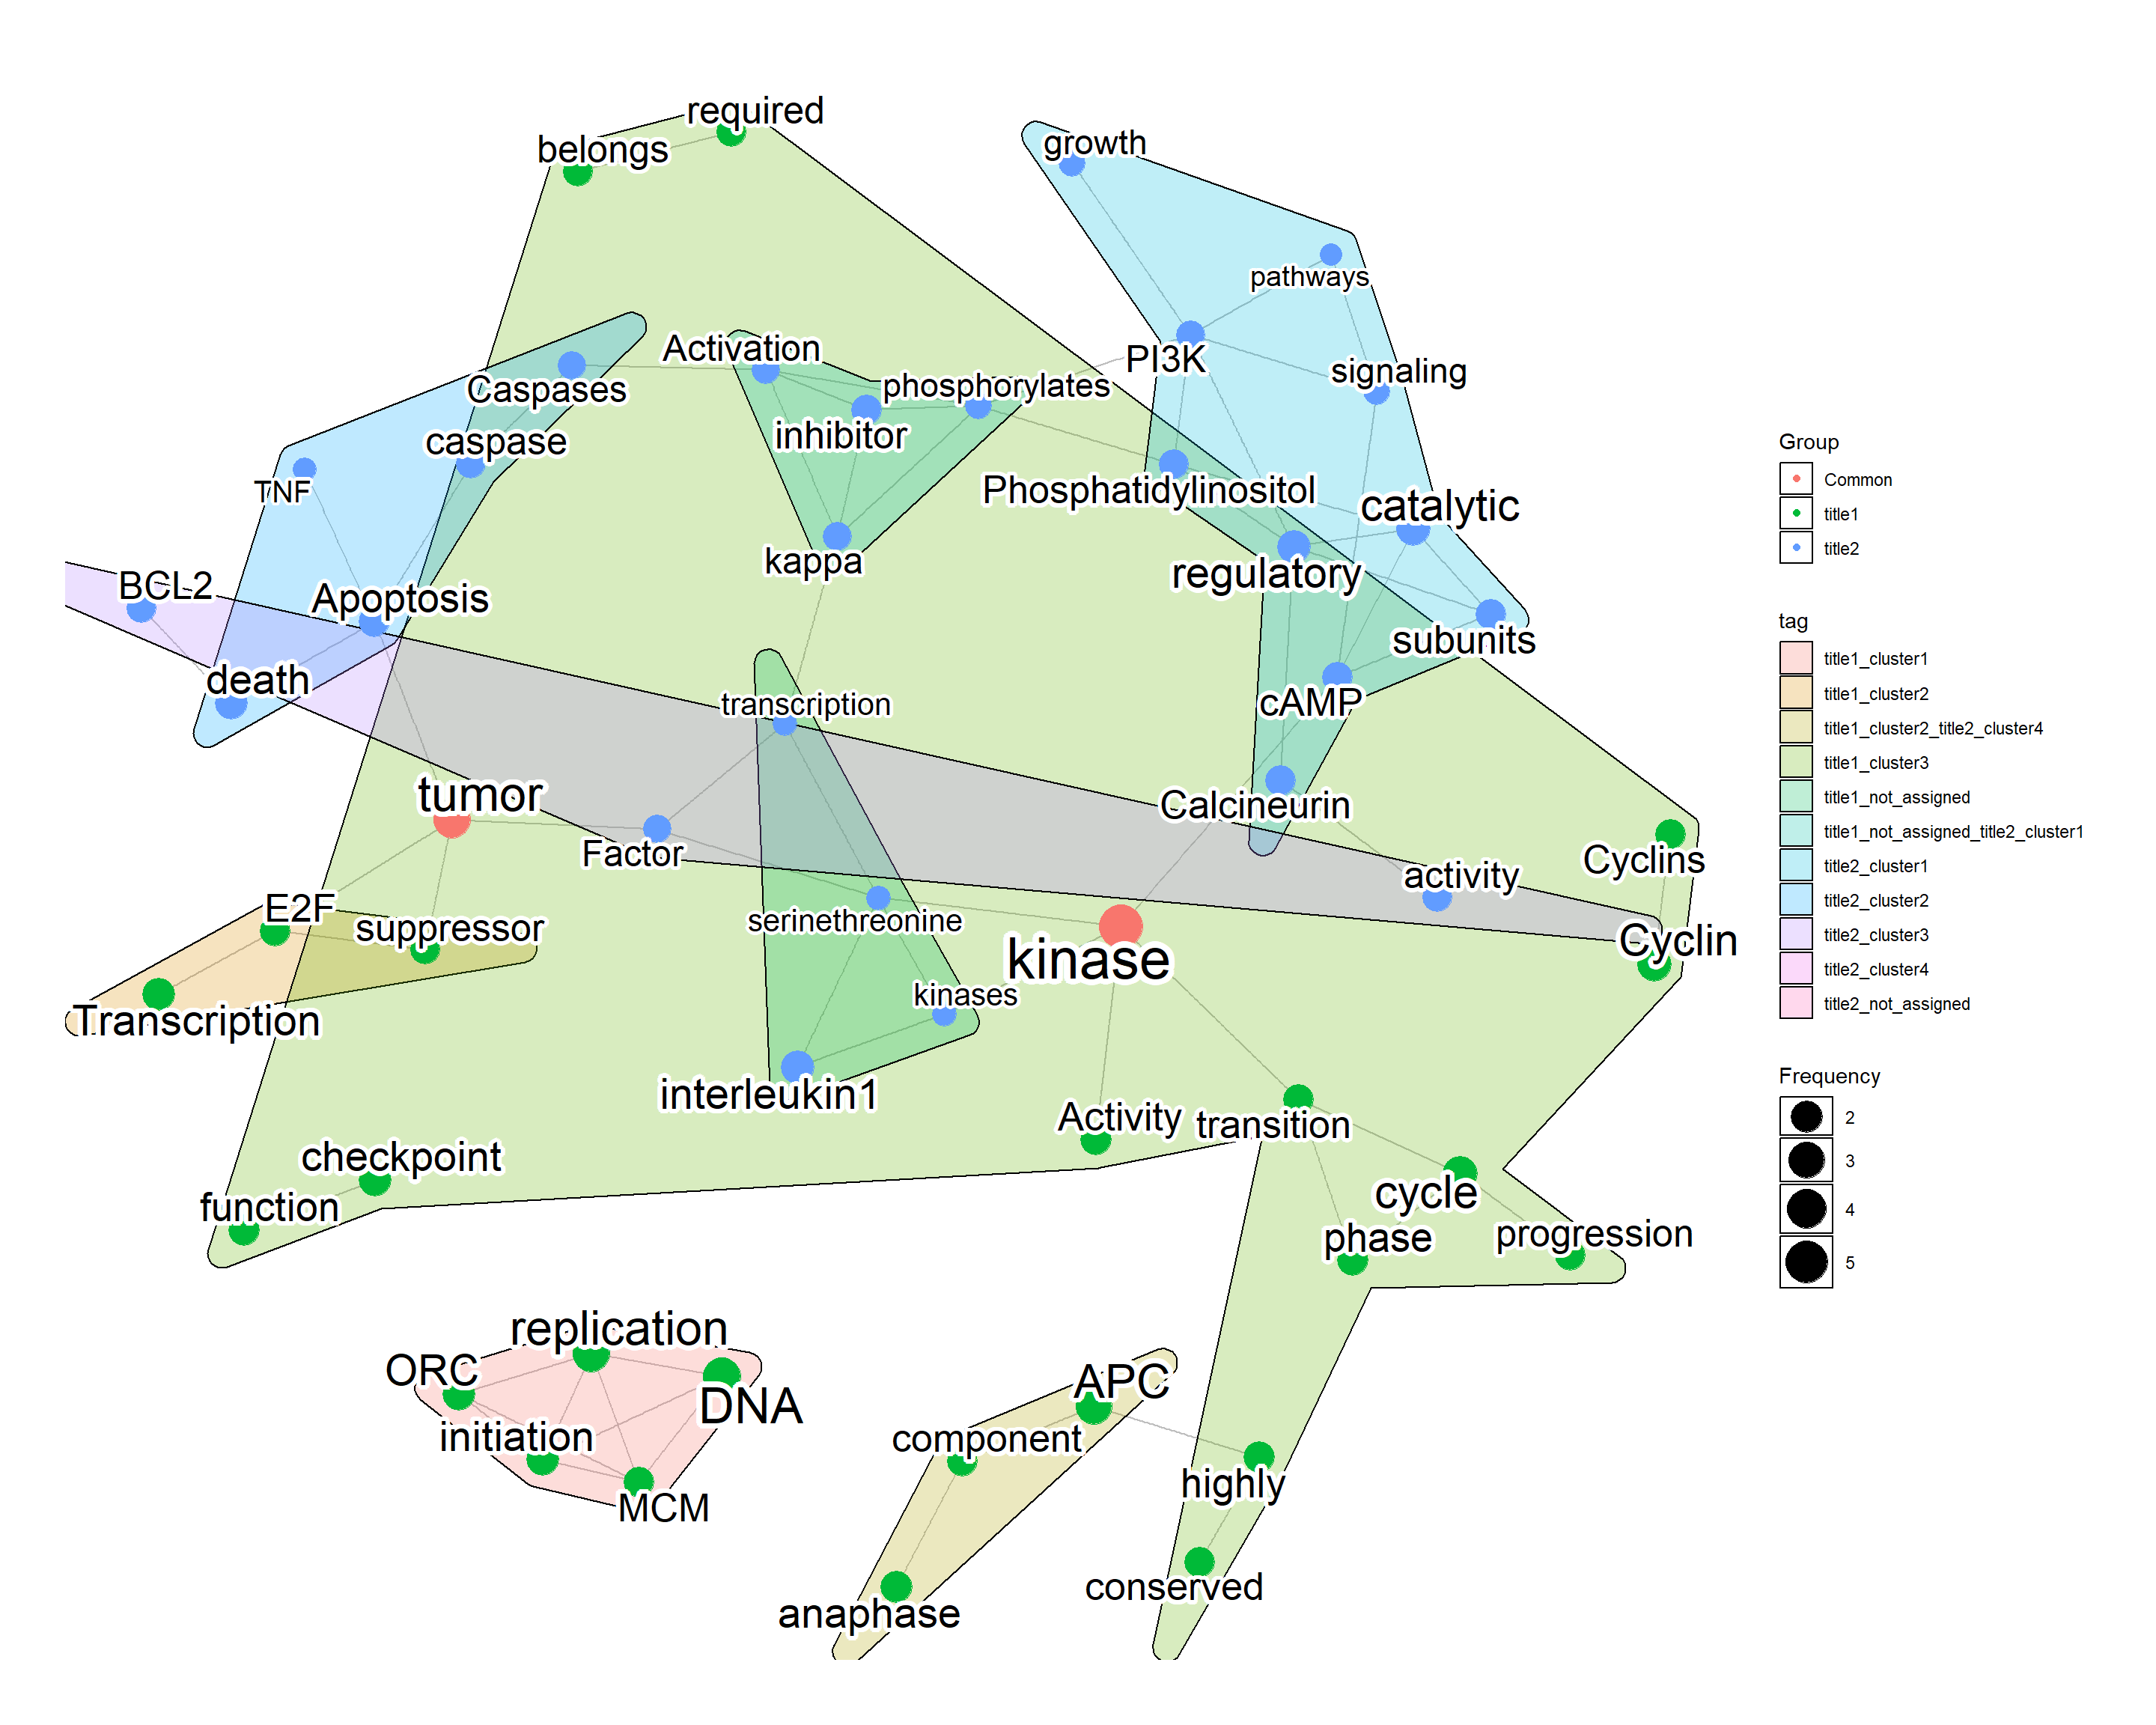 required
belongs
growth
pathways
Activation
PI3K
signaling
phosphorylates
Caspases
inhibitor
caspase
TNF
Phosphatidylinositol
catalytic
kappa
regulatory
BCL2
Apoptosis
subunits
death
transcription
cAMP
tumor
Calcineurin
Factor
Cyclins
activity
E2F
suppressor
serinethreonine
Cyclin
kinase
kinases
Transcription
interleukin1
Activity
transition
checkpoint
cycle
function
phase
progression
replication
ORC
APC
DNA
initiation
component
highly
MCM
conserved
anaphase
Group
Common
title1
title2
tag
title1_cluster1
title1_cluster2
title1_cluster2_title2_cluster4
title1_cluster3
title1_not_assigned
title1_not_assigned_title2_cluster1
title2_cluster1
title2_cluster2
title2_cluster3
title2_cluster4
title2_not_assigned
Frequency
2
3
4
5